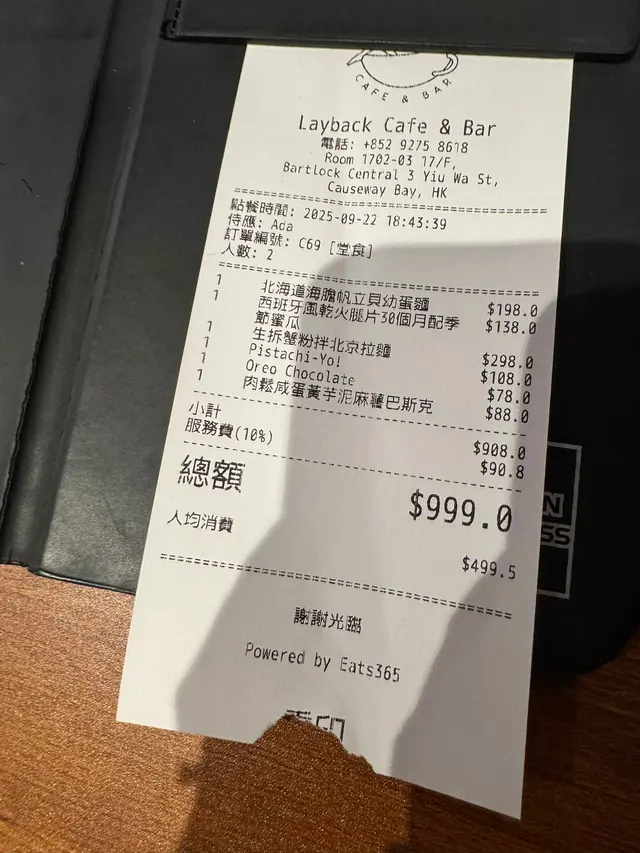 CAFE & BAR
Layback Cafe & Bar
電話: +852 9275 8618
Room 1702-03 17/F,
Bartlock Central 3 Yiu Wa St,
Causeway Bay, HK
點餐時間: 2025-09-22 18:43:39
侍應: Ada
訂單編號: C69 [堂食]
人數: 2
1 北海道海膽帆立貝幼蛋麵 $198.0
1 西班牙風乾火腿片30個月配季 $138.0
節蜜瓜
1 生拆蟹粉拌北京拉麵 $298.0
1 Pistachi-Yo! $108.0
1 Oreo Chocolate $78.0
1 肉鬆咸蛋黃芋泥麻糬巴斯克 $88.0
小計 $908.0
服務費(10%) $90.8
總額 $999.0
人均消費 $499.5
謝謝光臨
Powered by Eats365